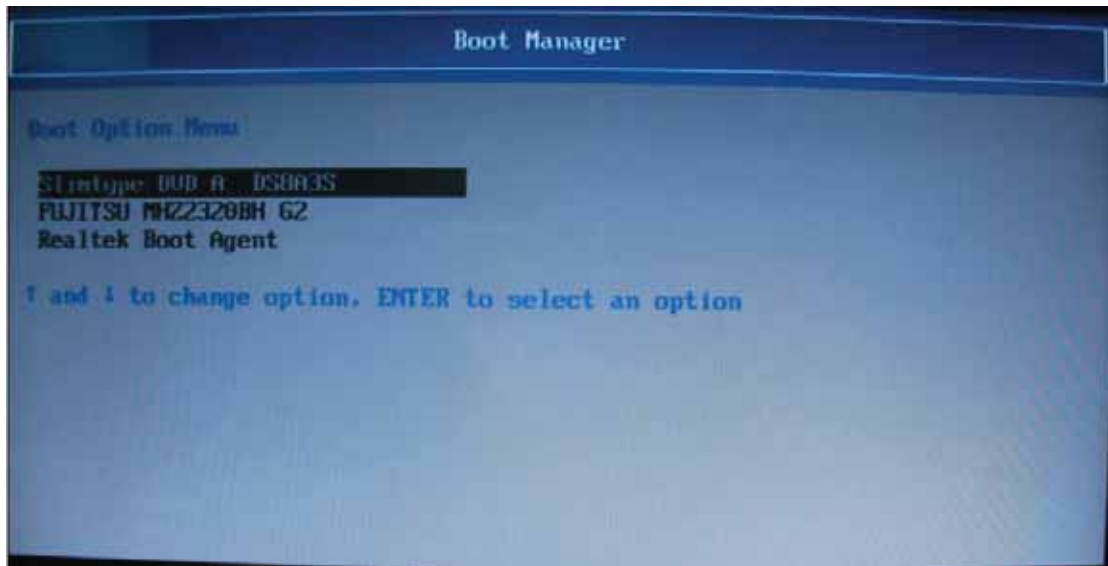 Boot Manager
Boot Option Menu
Slimtype DVD A DS8A3S
FUJITSU MHZ2320BH G2
Realtek Boot Agent
↑ and ↓ to change option, ENTER to select an option